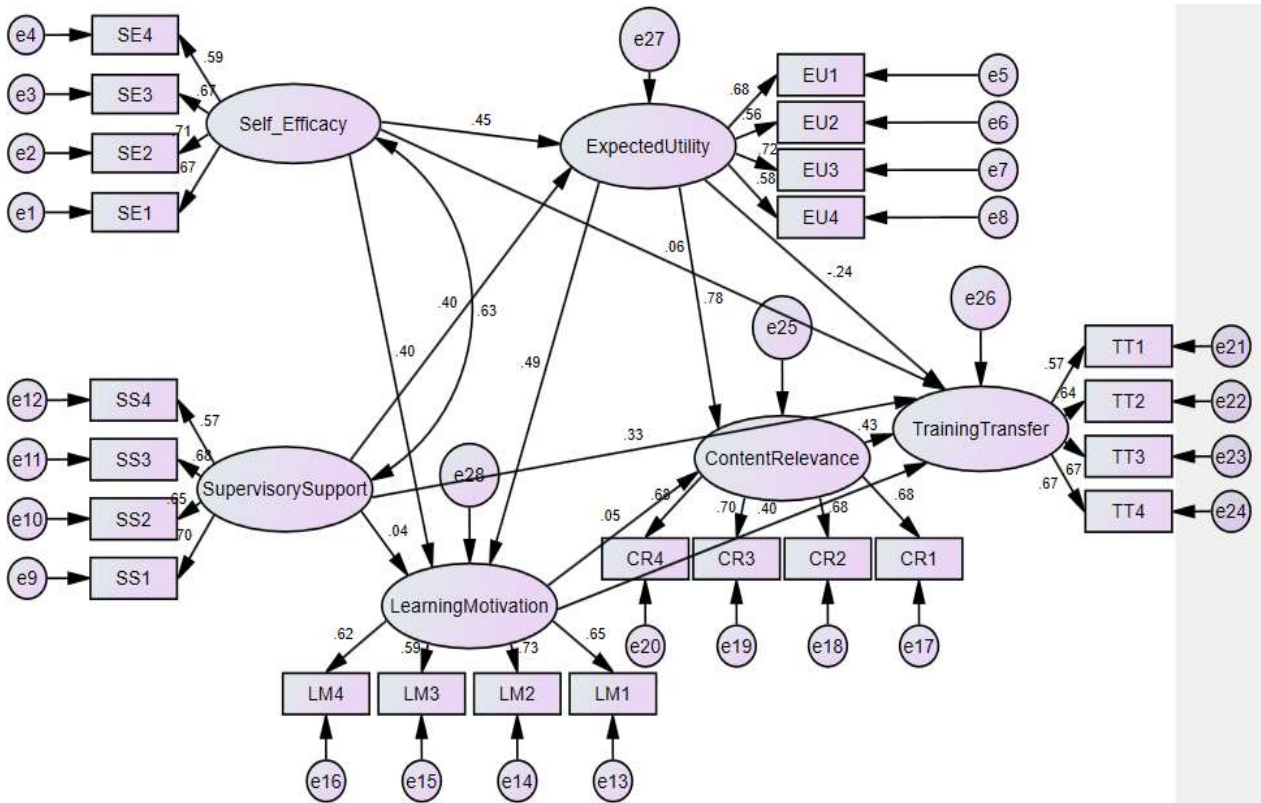 e4
SE4
.59
e3
SE3
.67
e2
SE2
.71
e1
SE1
.67
Self_Efficacy
.45
e27
ExpectedUtility
.68
EU1
e5
.56
EU2
e6
.72
EU3
e7
.58
EU4
e8
.06
-.24
.78
.40
.63
.40
.49
e25
e26
e12
SS4
.57
e11
SS3
.68
e10
SS2
.65
e9
SS1
.70
SupervisorySupport
.33
e28
.04
ContentRelevance
.43
TrainingTransfer
.57
TT1
e21
.64
TT2
e22
TT3
e23
.67
TT4
e24
.67
.05
.40
.68
.70
.68
.68
CR4
CR3
CR2
CR1
e20
e19
e18
e17
LearningMotivation
.62
.59
.73
.65
LM4
LM3
LM2
LM1
e16
e15
e14
e13